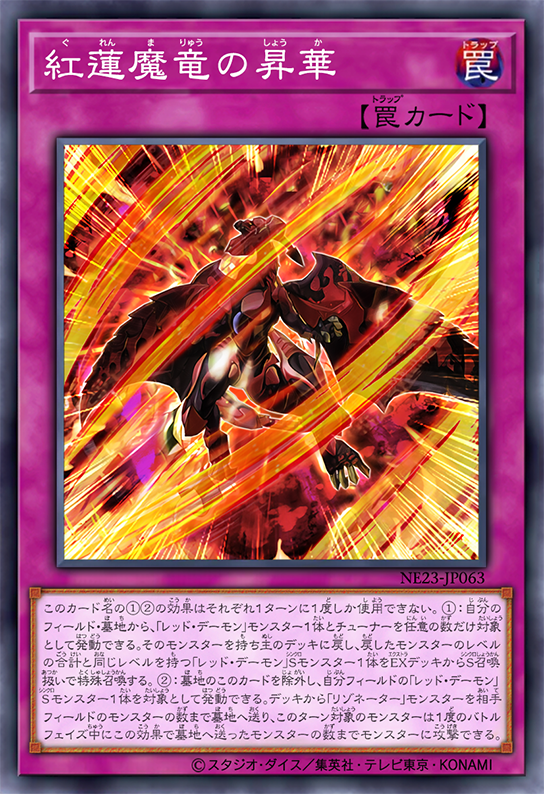 紅蓮魔竜の昇華
罠
【罠カード】
NE23-JP063
このカード名の①②の効果はそれぞれ1ターンに1度しか使用できない。①:自分の
フィールド・墓地から、「レッド・デーモン」モンスター1体とチューナーを任意の数だけ対象
として発動できる。そのモンスターを持ち主のデッキに戻し、戻したモンスターのレベル
の合計と同じレベルを持つ「レッド・デーモン」Sモンスター1体をEXデッキからS召喚
扱いで特殊召喚する。②:墓地のこのカードを除外し、自分フィールドの「レッド・デーモン」
Sモンスター1体を対象として発動できる。デッキから「リゾネーター」モンスターを相手
フィールドのモンスターの数まで墓地へ送り、このターン対象のモンスターは1度のバトル
フェイズ中にこの効果で墓地へ送ったモンスターの数までモンスターに攻撃できる。
©スタジオ・ダイス/集英社・テレビ東京・KONAMI